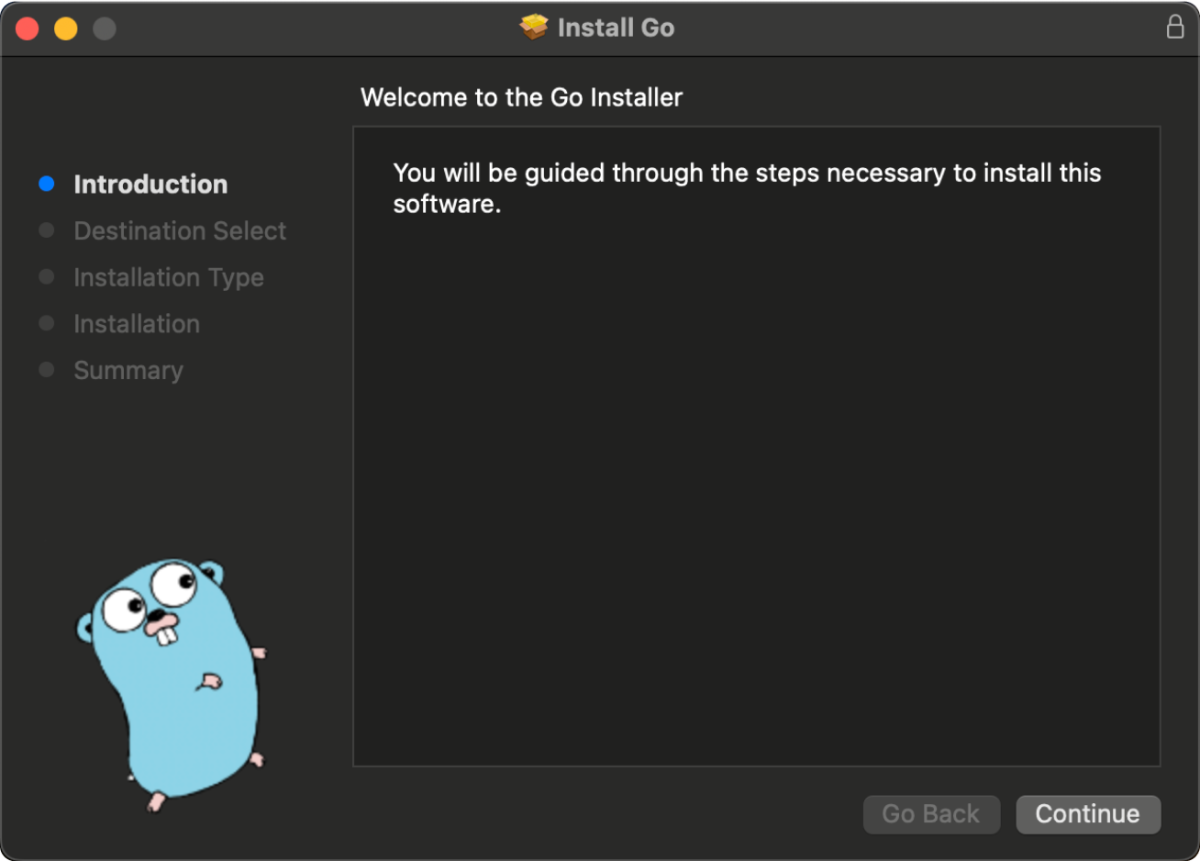 Install Go
Welcome to the Go Installer
Introduction
Destination Select
Installation Type
Installation
Summary
You will be guided through the steps necessary to install this
software.
Go Back
Continue